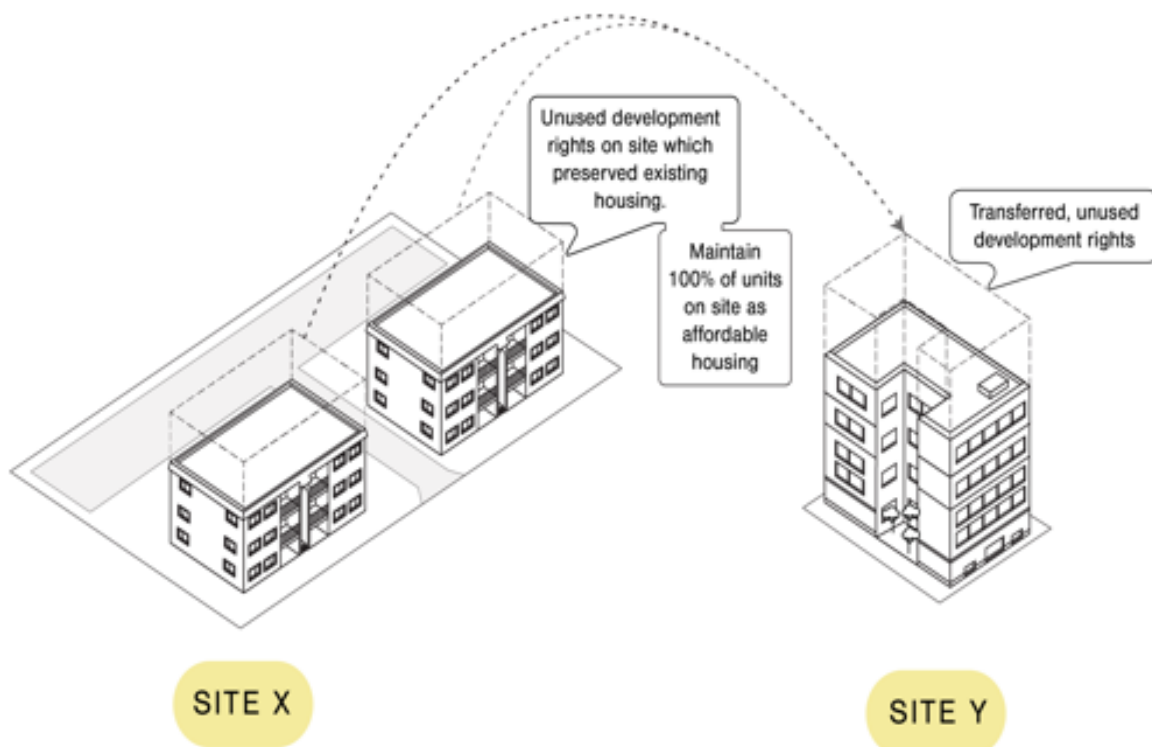 Unused development
rights on site which
preserved existing
housing.
Maintain
100% of units
on site as
affordable
housing
Transferred, unused
development rights
SITE X
SITE Y